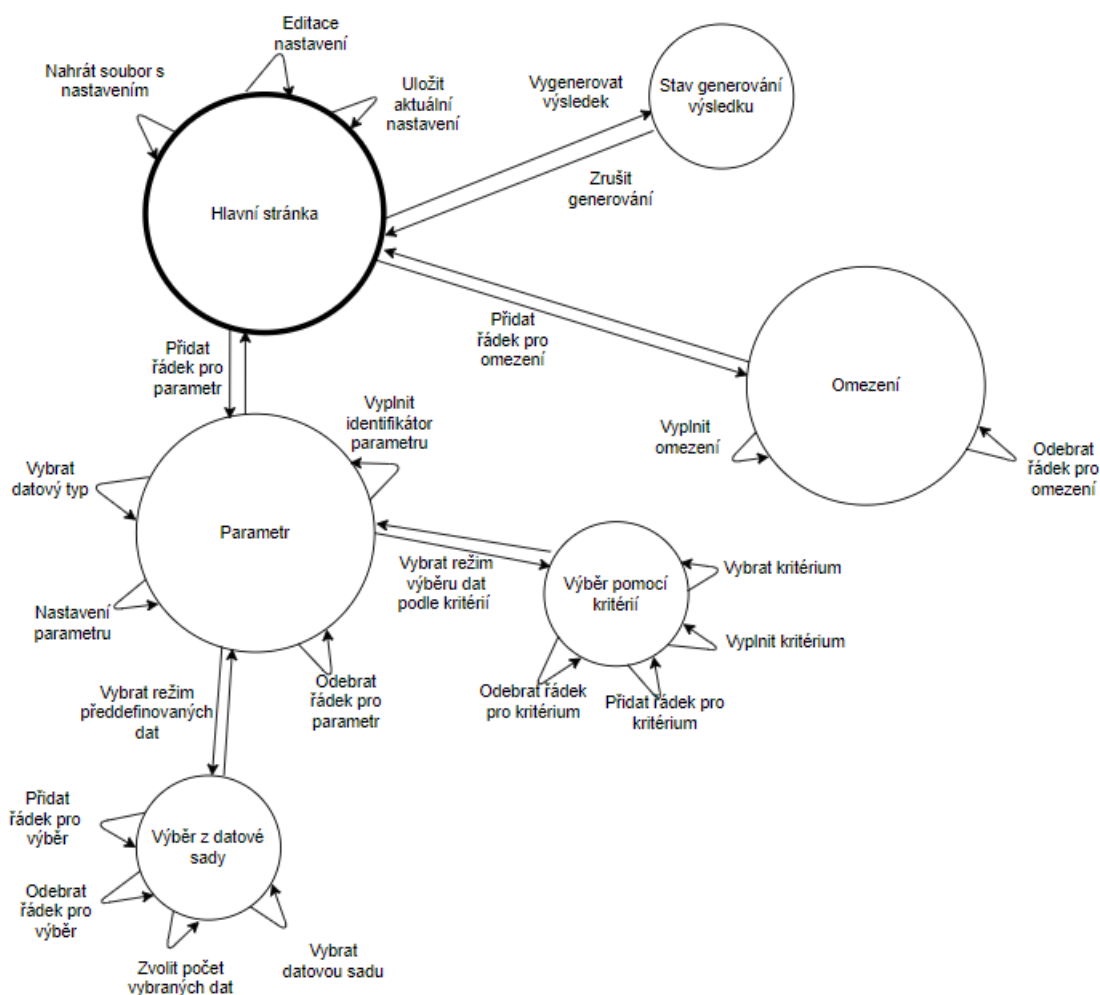 Editace
nastavení
Nahrát soubor s
nastavením
Uložit
aktuální
nastavení
Vygenerovat
výsledek
Stav generování
výsledku
Zrušit
generování
Hlavní stránka
Přidat
řádek pro
parametr
Přidat
řádek pro
omezení
Omezení
Vyplnit
omezení
Odebrat
řádek pro
omezení
Vyplnit
identifikátor
parametru
Vybrat
datový typ
Parametr
Nastavení
parametru
Vybrat režim
výběru dat
podle kritérií
Výběr pomocí
kritérií
Vybrat kritérium
Vyplnit kritérium
Odebrat řádek
pro kritérium
Přidat řádek pro
kritérium
Odebrat
řádek pro
parametr
Vybrat režim
předdefinovaných
dat
Přidat
řádek pro
výběr
Výběr z datové
sady
Odebrat
řádek pro
výběr
Zvolit počet
vybraných dat
Vybrat
datovou sadu